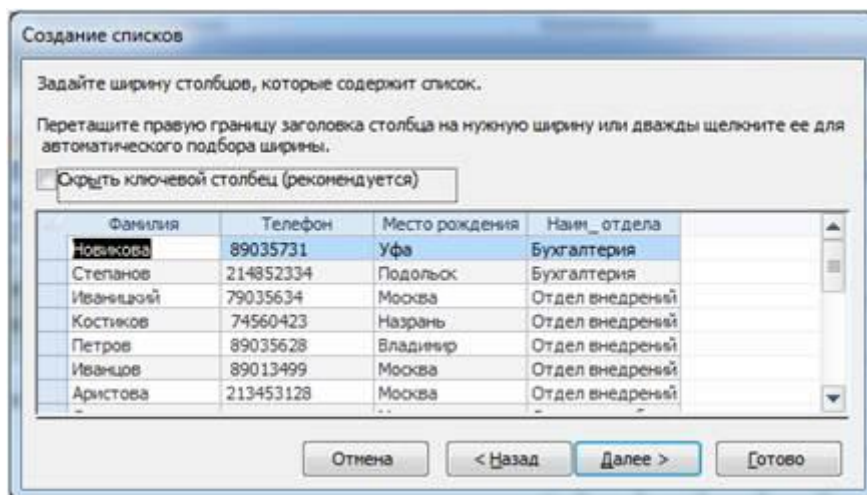 Создание списков
Задайте ширину столбцов, которые содержит список.
Перетащите правую границу заголовка столбца на нужную ширину или дважды щелкните ее для
автоматического подбора ширины.
Скрыть ключевой столбец (рекомендуется)
Фамилия Телефон Место рождения Наим_отдела
Новикова 89035731 Уфа Бухгалтерия
Степанов 214852334 Подольск Бухгалтерия
Иваницкий 79035634 Москва Отдел внедрений
Костиков 74560423 Назрань Отдел внедрений
Петров 89035628 Владимир Отдел внедрений
Иванцов 89013499 Москва Отдел внедрений
Аристова 213453128 Москва Отдел внедрений
Отмена < Назад Далее > Готово